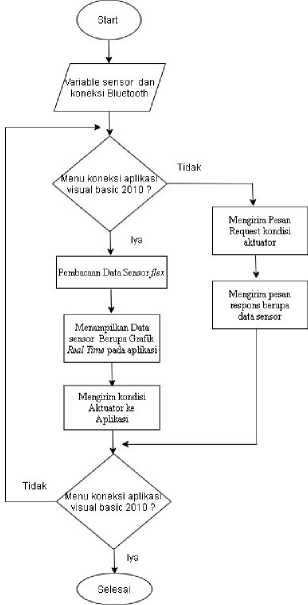 Start
Variable sensor dan
koneksi Bluetooth
Menu koneksi aplikasi
visual basic 2010 ?
Tidak
Iya
Mengirim Pesan
Request kondisi
aktuator
Pembacaan Data Sensor flex
Mengirim pesan
respons berupa
data sensor
Menampilkan Data
sensor Berupa Grafik
Real Time pada aplikasi
Mengirim kondisi
Aktuator ke
Aplikasi
Tidak
Menu koneksi aplikasi
visual basic 2010 ?
Iya
Selesai